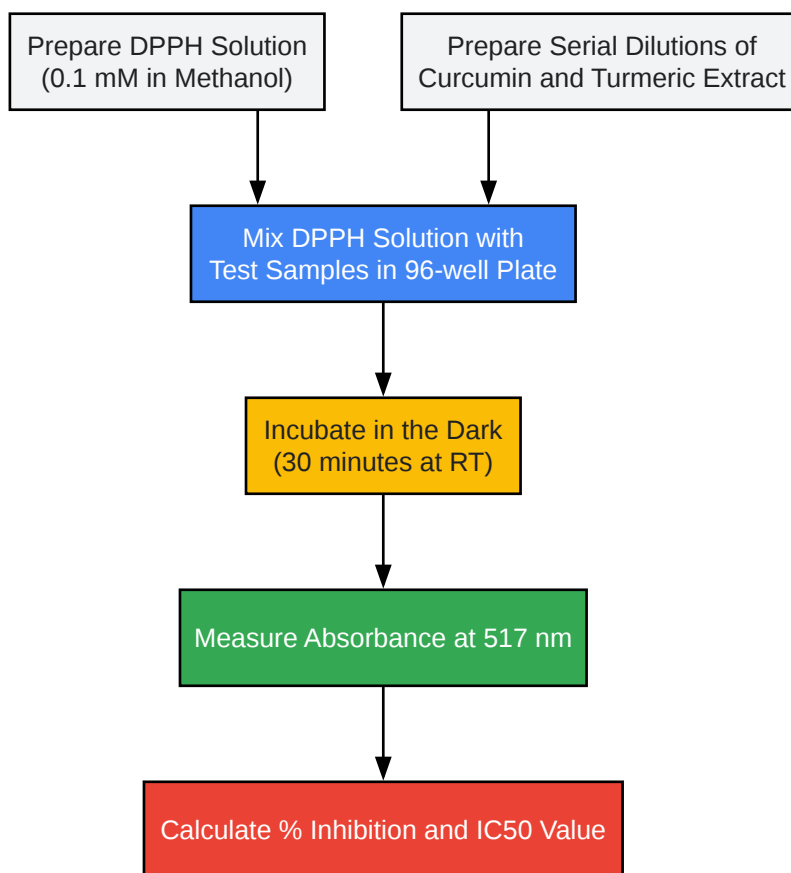 Prepare DPPH Solution
(0.1 mM in Methanol)
Prepare Serial Dilutions of
Curcumin and Turmeric Extract
Mix DPPH Solution with
Test Samples in 96-well Plate
Incubate in the Dark
(30 minutes at RT)
Measure Absorbance at 517 nm
Calculate % Inhibition and IC50 Value